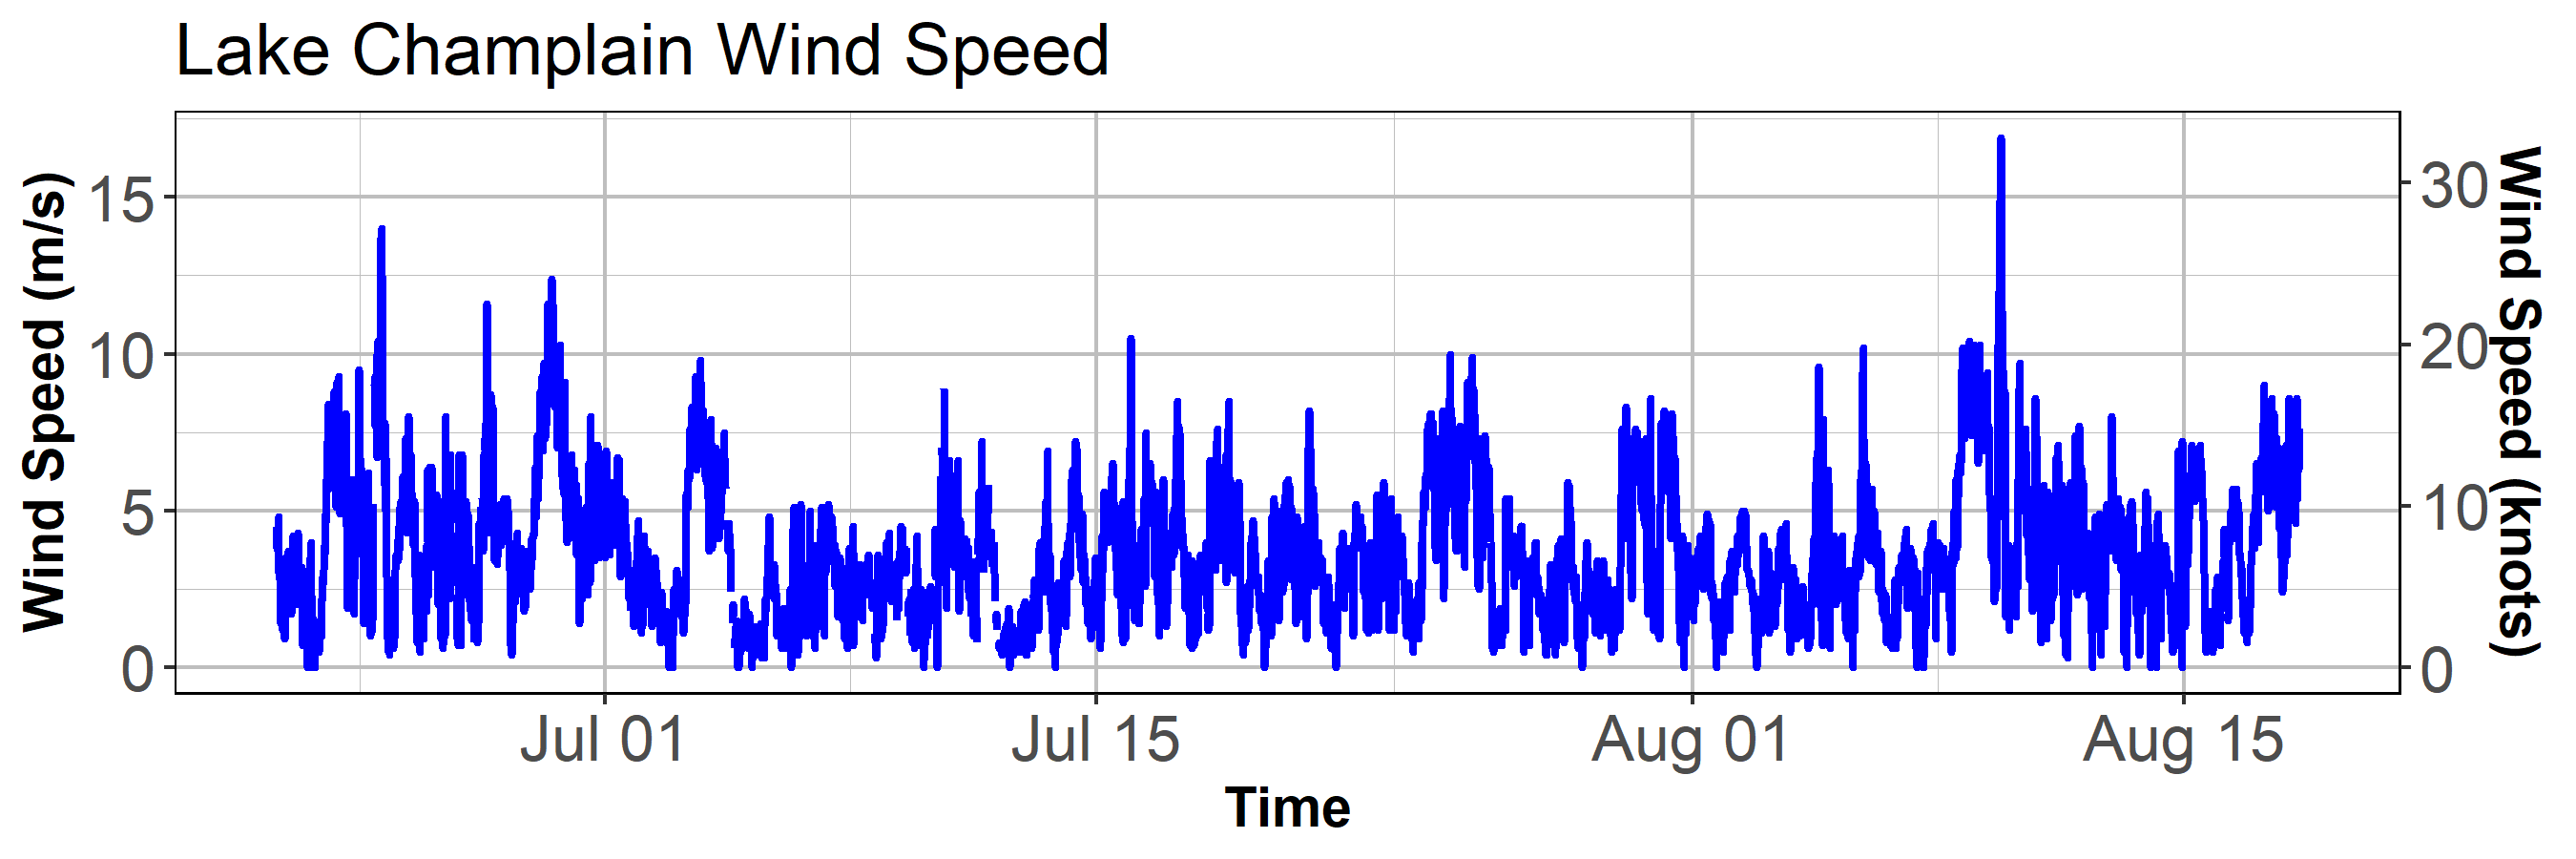 Lake Champlain Wind Speed
Wind Speed (m/s)
15
10
5
0
30
20
10
0
Wind Speed (knots)
Jul 01
Jul 15
Aug 01
Aug 15
Time